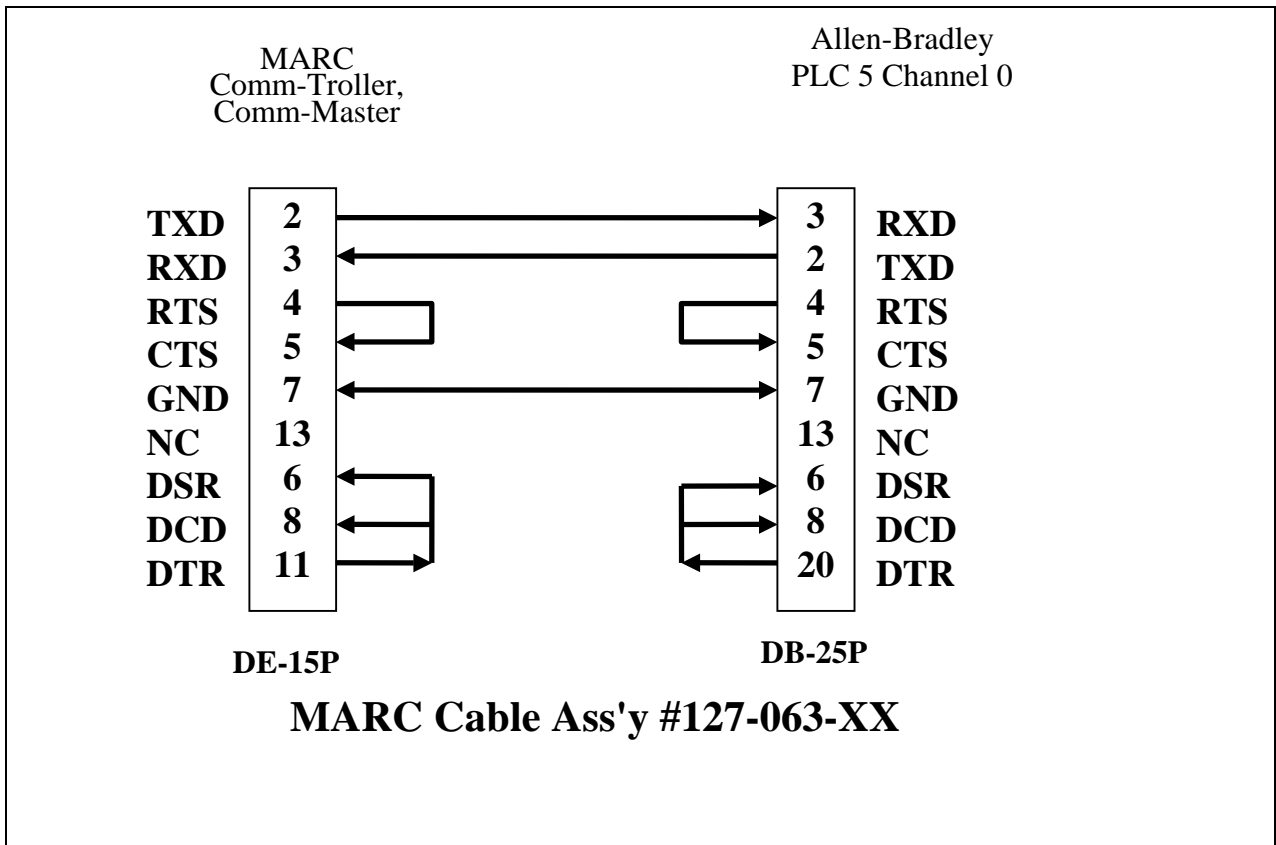 MARC
Comm-Troller,
Comm-Master
Allen-Bradley
PLC 5 Channel 0
TXD 2 3 RXD
RXD 3 2 TXD
RTS 4 4 RTS
CTS 5 5 CTS
GND 7 7 GND
NC 13 13 NC
DSR 6 6 DSR
DCD 8 8 DCD
DTR 11 20 DTR
DE-15P DB-25P
MARC Cable Ass'y #127-063-XX